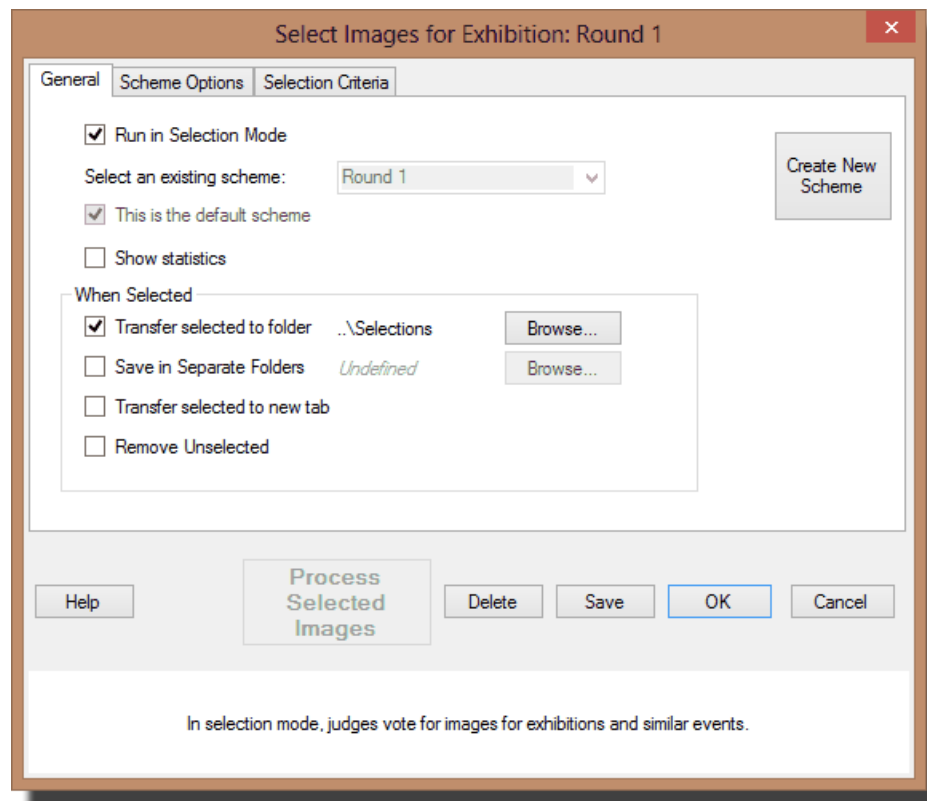 Select Images for Exhibition: Round 1
General
Scheme Options
Selection Criteria
Run in Selection Mode
Create New
Scheme
Select an existing scheme:
Round 1
This is the default scheme
Show statistics
When Selected
Transfer selected to folder
..\Selections
Browse...
Save in Separate Folders
Undefined
Browse...
Transfer selected to new tab
Remove Unselected
Help
Process
Selected
Images
Delete
Save
OK
Cancel
In selection mode, judges vote for images for exhibitions and similar events.